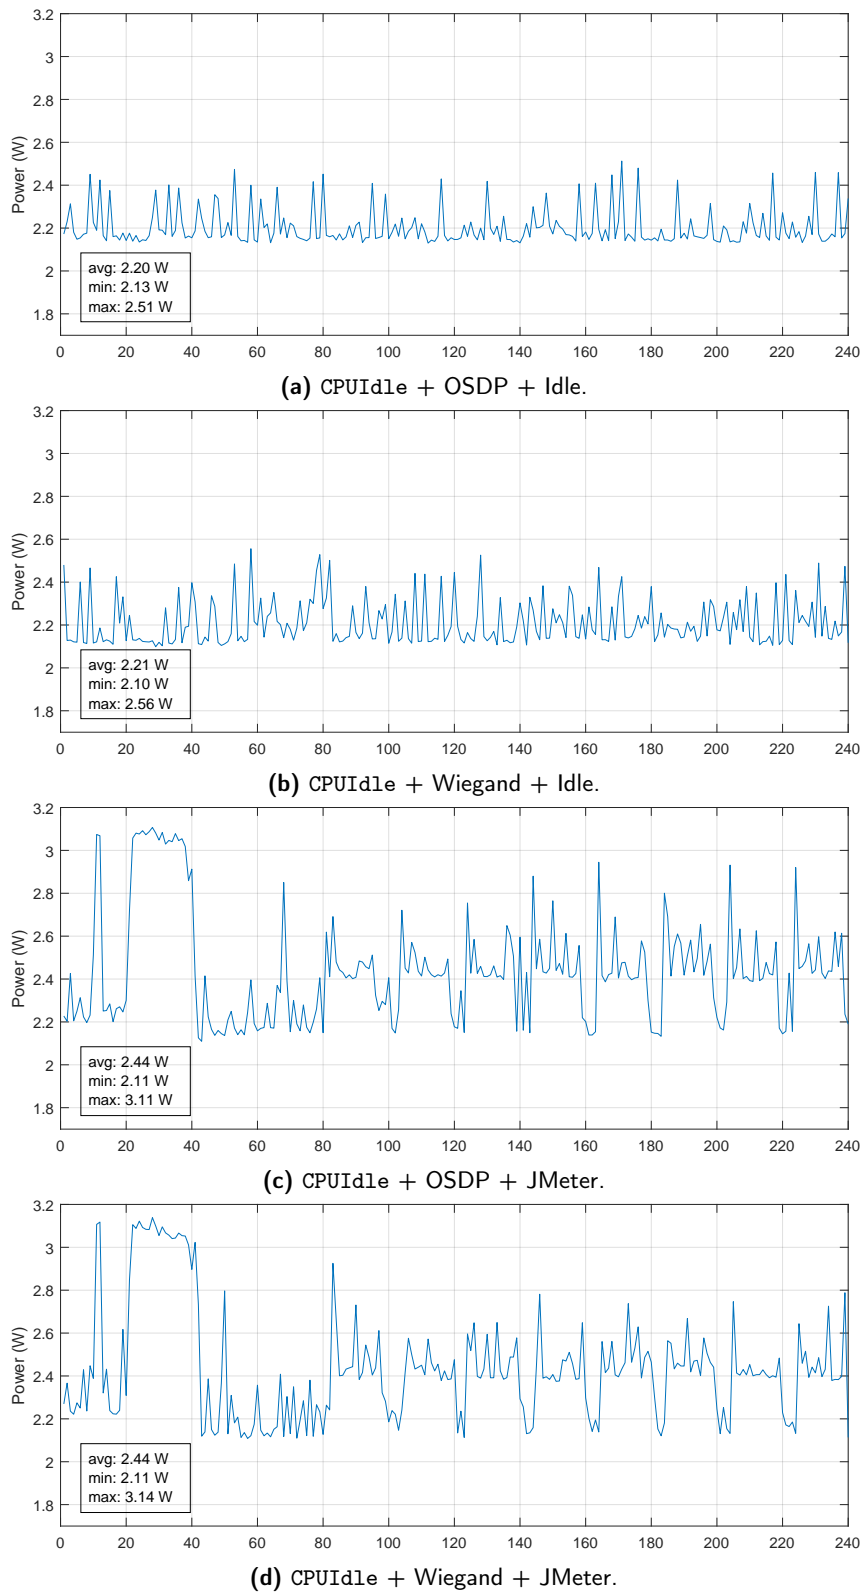 3.2
3
2.8
2.6
2.4
2.2
2
1.8
Power (W)
avg: 2.20 W
min: 2.13 W
max: 2.51 W
0 20 40 60 80 100 120 140 160 180 200 220 240
(a) CPUIdle + OSDP + Idle.
3.2
3
2.8
2.6
2.4
2.2
2
1.8
Power (W)
avg: 2.21 W
min: 2.10 W
max: 2.56 W
0 20 40 60 80 100 120 140 160 180 200 220 240
(b) CPUIdle + Wiegand + Idle.
3.2
3
2.8
2.6
2.4
2.2
2
1.8
Power (W)
avg: 2.44 W
min: 2.11 W
max: 3.11 W
0 20 40 60 80 100 120 140 160 180 200 220 240
(c) CPUIdle + OSDP + JMeter.
3.2
3
2.8
2.6
2.4
2.2
2
1.8
Power (W)
avg: 2.44 W
min: 2.11 W
max: 3.14 W
0 20 40 60 80 100 120 140 160 180 200 220 240
(d) CPUIdle + Wiegand + JMeter.